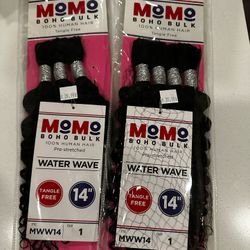 MOMO
BOHO BULK
100% HUMAN HAIR
Tangle Free
MOMO
BOHO BULK
100% HUMAN HAIR
Pre-stretched
WATER WAVE
TANGLE
FREE
14"
MWW14
1
MOMO
BOHO BULK
100% HUMAN HAIR
Tangle Free
MOMO
BOHO BULK
100% HUMAN HAIR
Pre-stretched
WATER WAVE
TANGLE
FREE
14"
MWW14
1